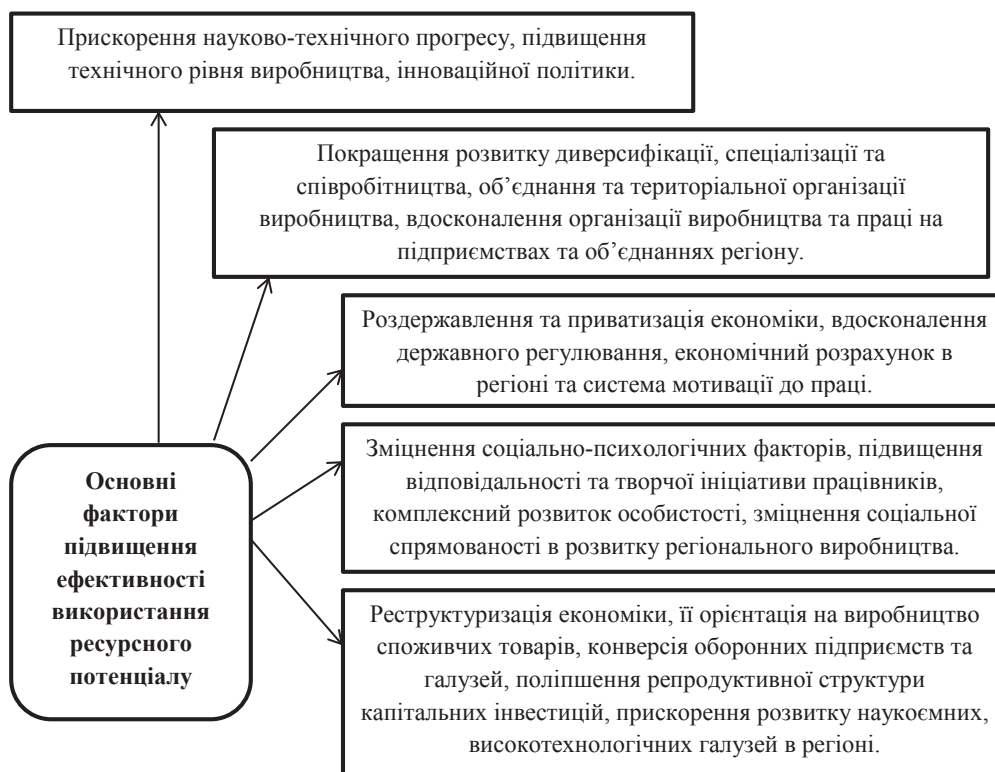 Прискорення науково-технічного прогресу, підвищення
технічного рівня виробництва, інноваційної політики.
Покращення розвитку диверсифікації, спеціалізації та
співробітництва, об’єднання та територіальної організації
виробництва, вдосконалення організації виробництва та праці на
підприємствах та об’єднаннях регіону.
Роздержавлення та приватизація економіки, вдосконалення
державного регулювання, економічний розрахунок в
регіоні та система мотивації до праці.
Зміцнення соціально-психологічних факторів, підвищення
відповідальності та творчої ініціативи працівників,
комплексний розвиток особистості, зміцнення соціальної
спрямованості в розвитку регіонального виробництва.
Основні
фактори
підвищення
ефективності
використання
ресурсного
потенціалу
Реструктуризація економіки, її орієнтація на виробництво
споживчих товарів, конверсія оборонних підприємств та
галузей, поліпшення репродуктивної структури
капітальних інвестицій, прискорення розвитку наукоємних,
високотехнологічних галузей в регіоні.